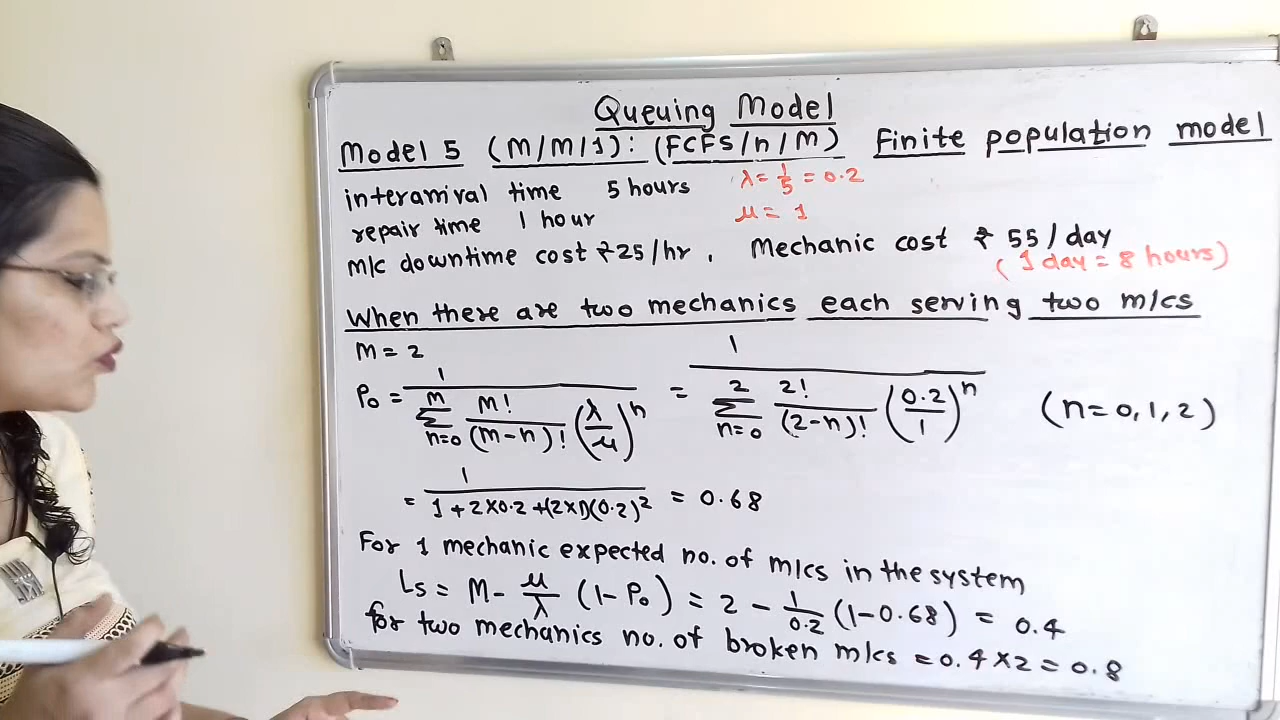 Queuing Model
Model 5 (M/M/1): (FCFS/n/M) Finite population model
interarrival time 5 hours λ = 1/5 = 0.2
repair time 1 hour μ = 1
M/c downtime cost ₹25/hr, Mechanic cost ₹ 55/day
(1 day = 8 hours)
When there are two mechanics each serving two m/cs
M = 2
P₀ = 1 / (Σ_{n=0}^{M} M!/(M-n)! (λ/μ)ⁿ) = 1 / (Σ_{n=0}^{2} 2!/(2-n)! (0.2/1)ⁿ) (n=0,1,2)
= 1 / (1+2×0.2+(2×1)(0.2)²) = 0.68
For 1 mechanic expected no. of m/cs in the system
Ls = M - μ/λ (1-P₀) = 2 - 1/0.2 (1-0.68) = 0.4
for two mechanics no. of broken m/cs = 0.4×2 = 0.8